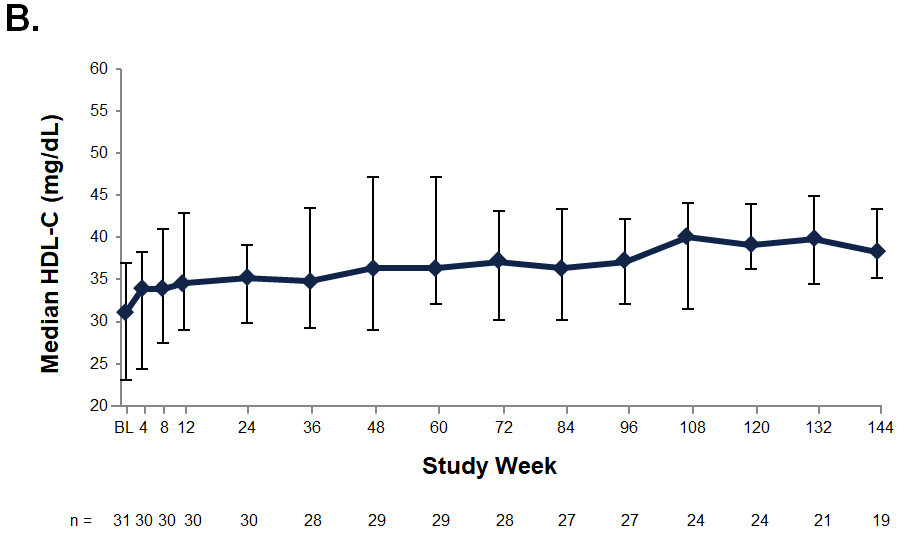 B.
Median HDL-C (mg/dL)
60
55
50
45
40
35
30
25
20
BL 4 8 12 24 36 48 60 72 84 96 108 120 132 144
Study Week
n = 31 30 30 30 30 28 29 29 28 27 27 24 24 21 19